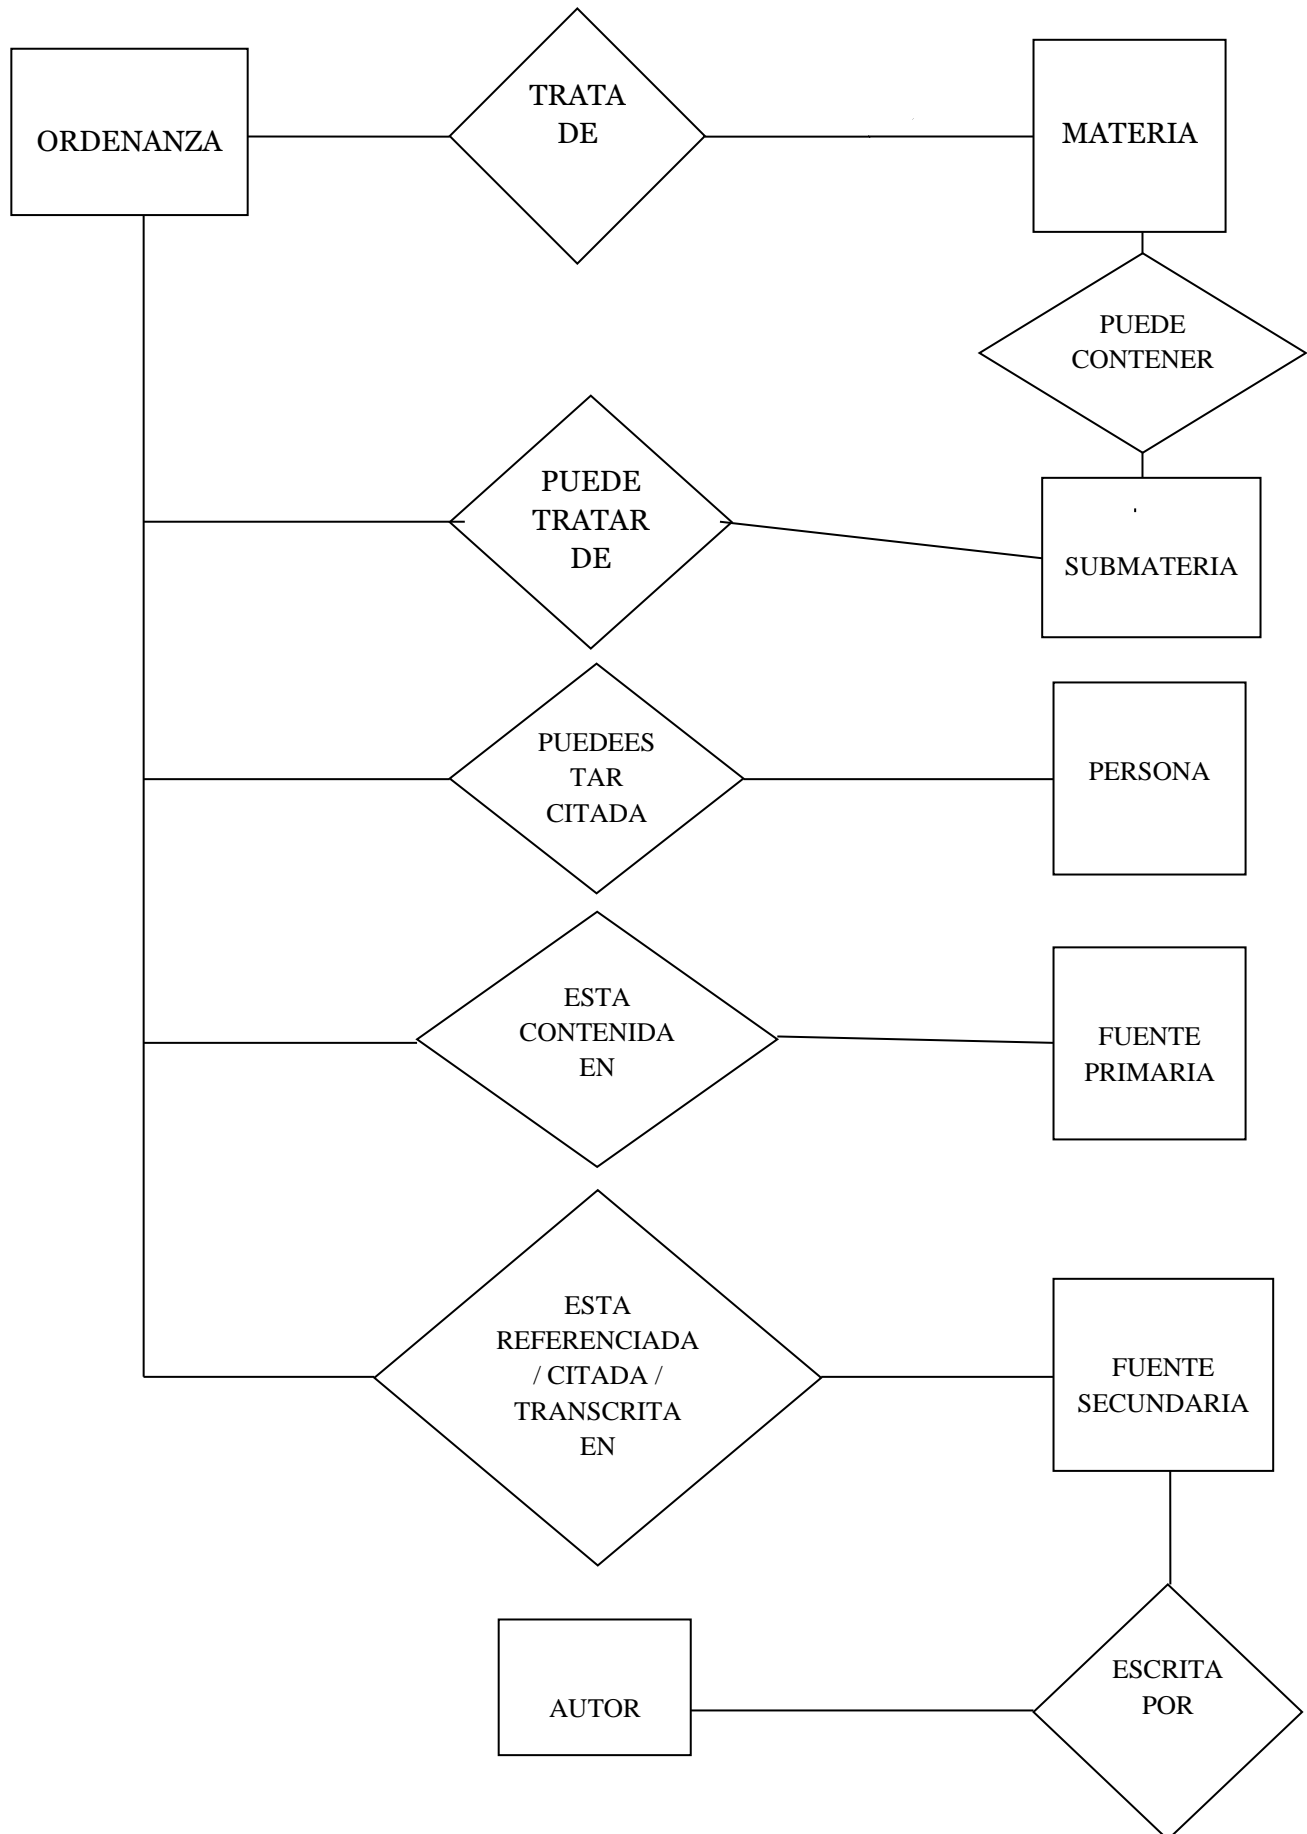 ORDENANZA
TRATA
DE
MATERIA
PUEDE
CONTENER
PUEDE
TRATAR
DE
SUBMATERIA
PUEDEES
TAR
CITADA
PERSONA
ESTA
CONTENIDA
EN
FUENTE
PRIMARIA
ESTA
REFERENCIADA
/ CITADA /
TRANSCRITA
EN
FUENTE
SECUNDARIA
ESCRITA
POR
AUTOR